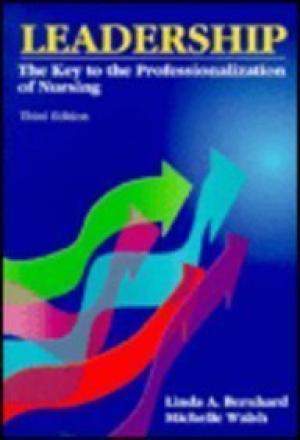 LEADERSHIP
The Key to the Professionalization
of Nursing
Third Edition
Linda A. Bernhard
Michelle Walsh